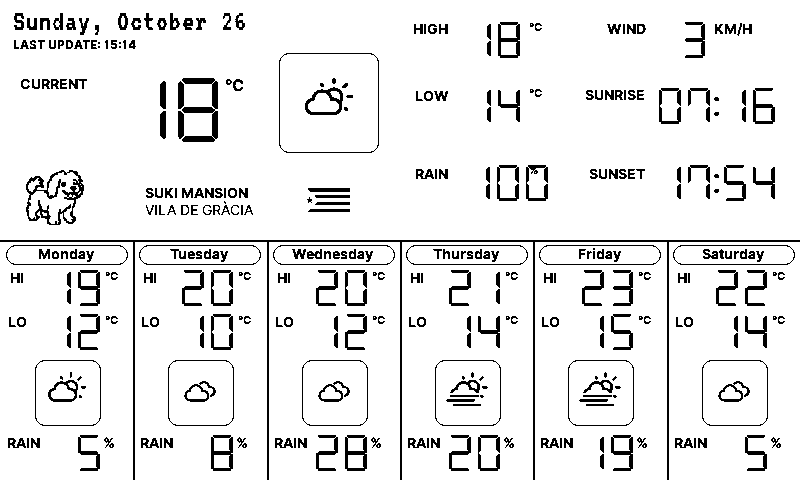 Sunday, October 26
LAST UPDATE: 15:14
CURRENT 18 °C
SUKI MANSION
VILA DE GRÀCIA
HIGH 18 °C
LOW 14 °C
RAIN 100 %
WIND 3 KM/H
SUNRISE 07:16
SUNSET 17:54
Monday
HI 19 °C
LO 12 °C
RAIN 5 %
Tuesday
HI 20 °C
LO 10 °C
RAIN 8 %
Wednesday
HI 20 °C
LO 12 °C
RAIN 28 %
Thursday
HI 21 °C
LO 14 °C
RAIN 20 %
Friday
HI 23 °C
LO 15 °C
RAIN 19 %
Saturday
HI 22 °C
LO 14 °C
RAIN 5 %